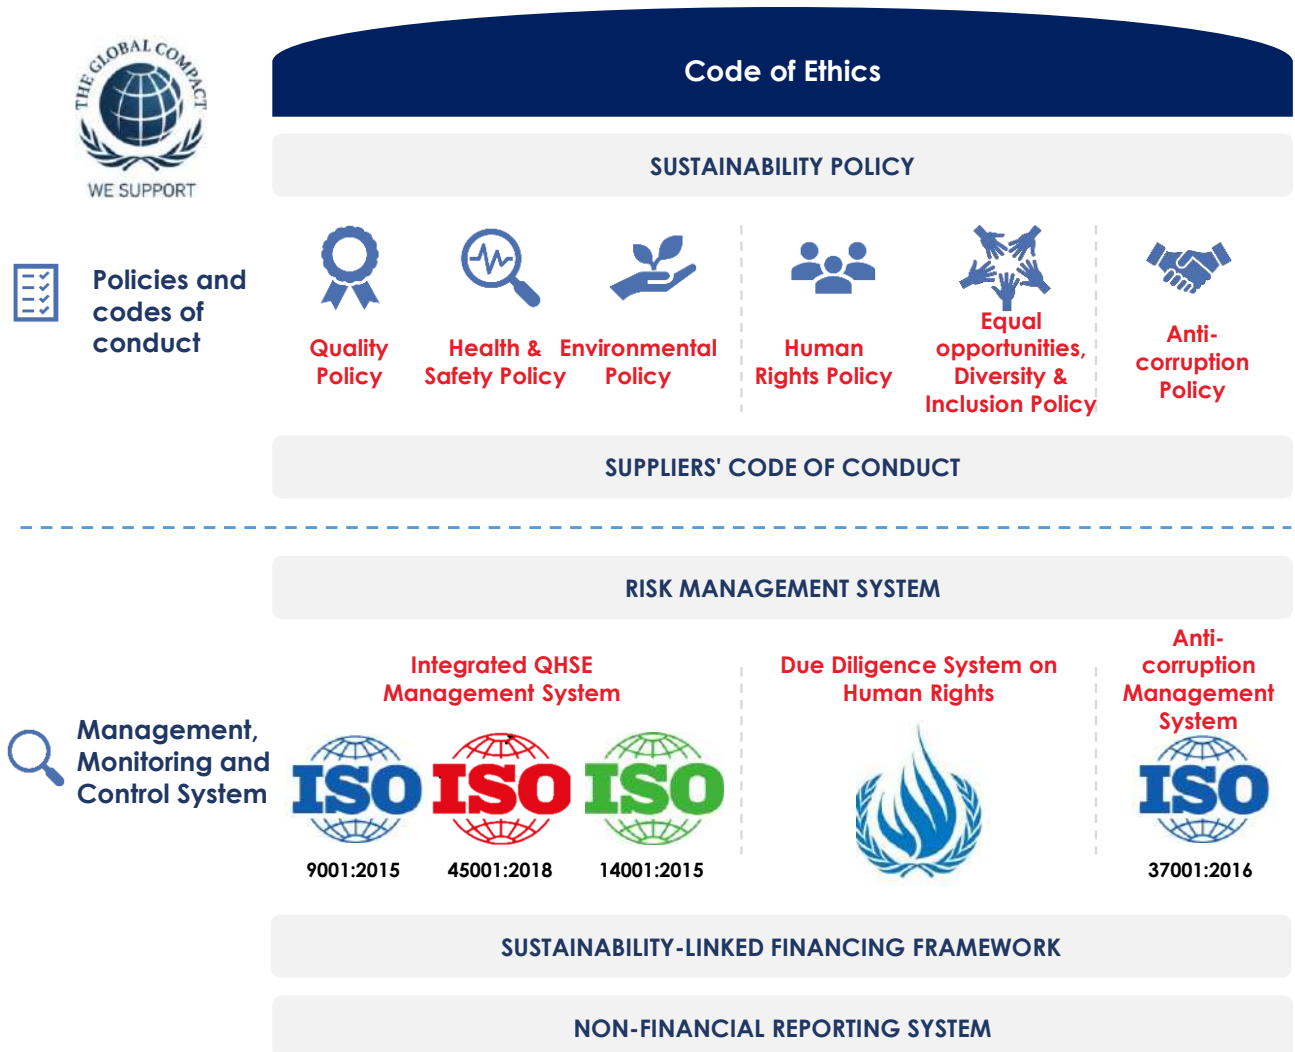 THE GLOBAL COMPACT
WE SUPPORT
Code of Ethics
SUSTAINABILITY POLICY
Policies and
codes of
conduct
Quality
Policy
Health &
Safety Policy
Environmental
Policy
Human
Rights Policy
Equal
opportunities,
Diversity &
Inclusion Policy
Anti-
corruption
Policy
SUPPLIERS' CODE OF CONDUCT
RISK MANAGEMENT SYSTEM
Management,
Monitoring and
Control System
Integrated QHSE
Management System
ISO
9001:2015
ISO
45001:2018
ISO
14001:2015
Due Diligence System on
Human Rights
Anti-
corruption
Management
System
ISO
37001:2016
SUSTAINABILITY-LINKED FINANCING FRAMEWORK
NON-FINANCIAL REPORTING SYSTEM